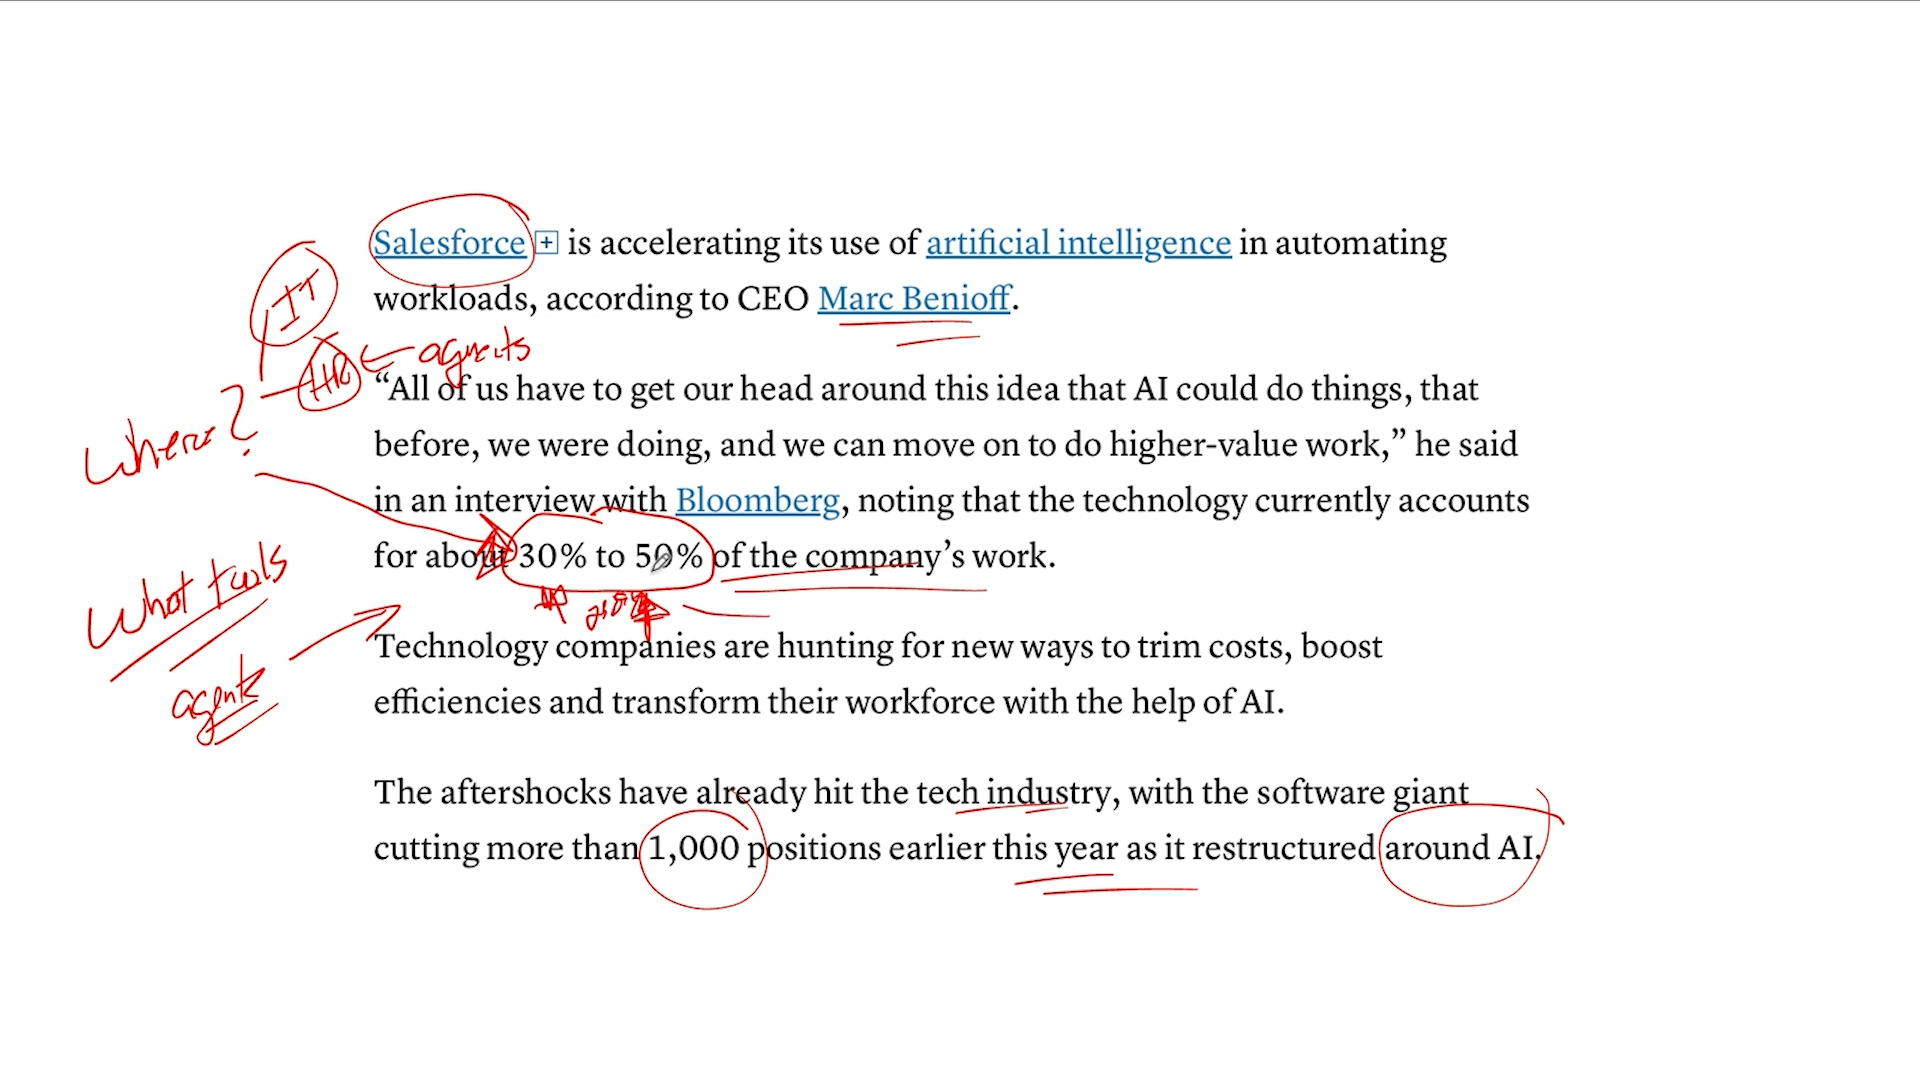 Salesforce + is accelerating its use of artificial intelligence in automating
workloads, according to CEO Marc Benioff.
IT
HR ← agents
"All of us have to get our head around this idea that AI could do things, that
before, we were doing, and we can move on to do higher-value work," he said
Where?
in an interview with Bloomberg, noting that the technology currently accounts
for about 30% to 50% of the company's work.
What tools
agents
Technology companies are hunting for new ways to trim costs, boost
efficiencies and transform their workforce with the help of AI.
The aftershocks have already hit the tech industry, with the software giant
cutting more than 1,000 positions earlier this year as it restructured around AI.